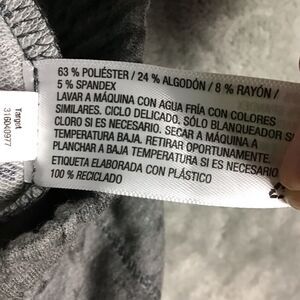 63 % POLIÉSTER / 24 % ALGODÓN / 8 % RAYÓN /
5 % SPANDEX
LAVAR A MÁQUINA CON AGUA FRÍA CON COLORES
SIMILARES. CICLO DELICADO. SÓLO BLANQUEADOR SI
CLORO SI ES NECESARIO. SECAR A MÁQUINA A
TEMPERATURA BAJA. RETIRAR OPORTUNAMENTE.
PLANCHAR A BAJA TEMPERATURA SI ES NECESARIO
ETIQUETA ELABORADA CON PLÁSTICO
100 % RECICLADO
Target
316040977